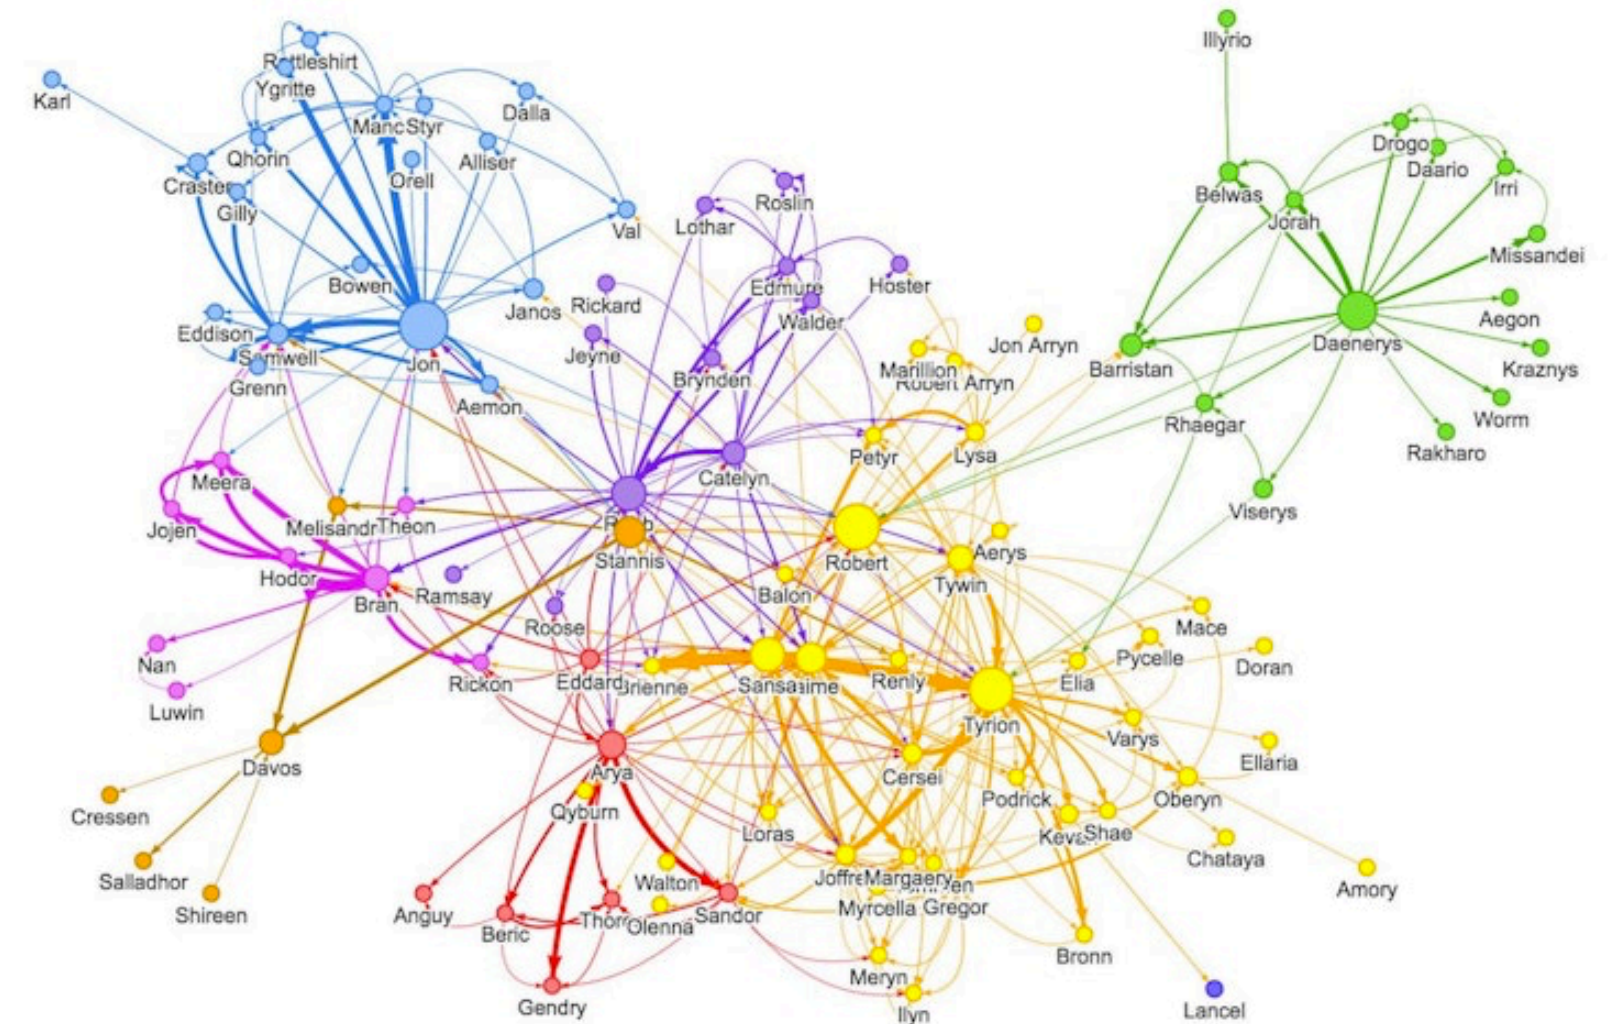 Illyrio
Rattleshirt
Ygritte
Karl
Dalla
Styr
Drogo
Qhorin
Alliser
Daario
Craster
Orell
Irri
Gilly
Belwas
Roslin
Lothar
Val
Jorah
Missandei
Bowen
Edmure
Hoster
Rickard
Janos
Aegon
Eddison
Walder
Jon Arryn
Daenerys
Samwell
Jeyne
Jon
Marillion
Barristan
Kraznys
Grenn
Brynden
Robert Arryn
Aemon
Worm
Rhaegar
Petyr
Lysa
Rakharo
Catelyn
Meera
Viserys
Jojen
Theon
Aerys
Stannis
Robert
Hodor
Tywin
Bran
Ramsay
Balon
Roose
Mace
Nan
Pycelle
Doran
Rickon
Eddard
Brienne
Sansa
Renly
Elia
Luwin
Tyrion
Varys
Davos
Arya
Cersei
Ellaria
Podrick
Oberyn
Cressen
Qyburn
Loras
Shae
Chataya
Walton
Salladhor
Margaery
Amory
Myrcella
Gregor
Shireen
Anguy
Sandor
Olenna
Beric
Bronn
Meryn
Gendry
Lancel
Ilyn